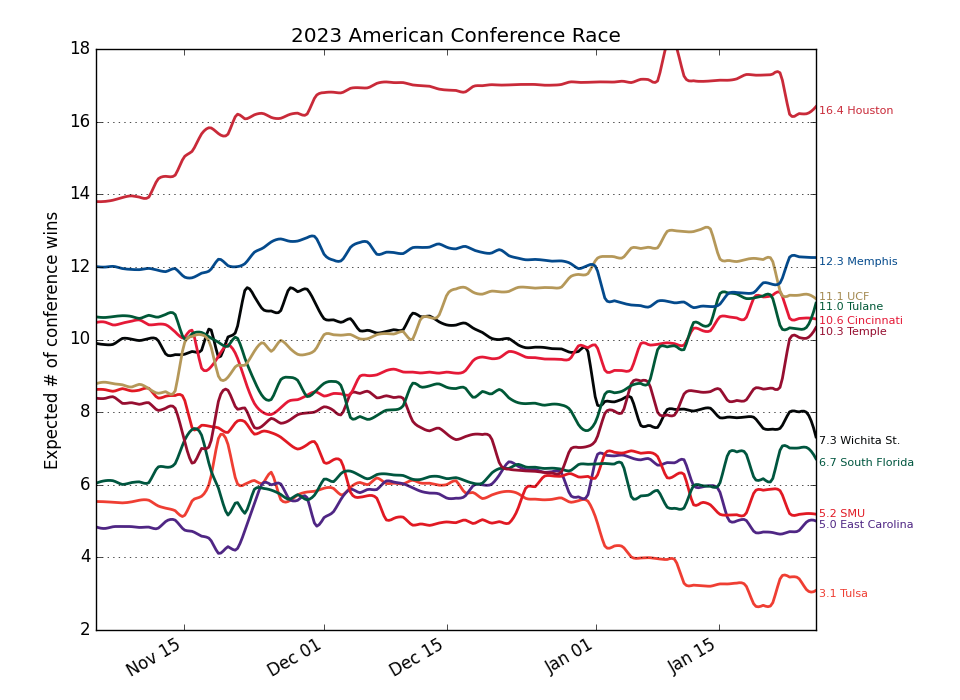 2023 American Conference Race
Expected # of conference wins
18
16
14
12
10
8
6
4
2
Nov 15
Dec 01
Dec 15
Jan 01
Jan 15
16.4 Houston
12.3 Memphis
11.1 UCF
11.0 Tulane
10.6 Cincinnati
10.3 Temple
7.3 Wichita St.
6.7 South Florida
5.2 SMU
5.0 East Carolina
3.1 Tulsa